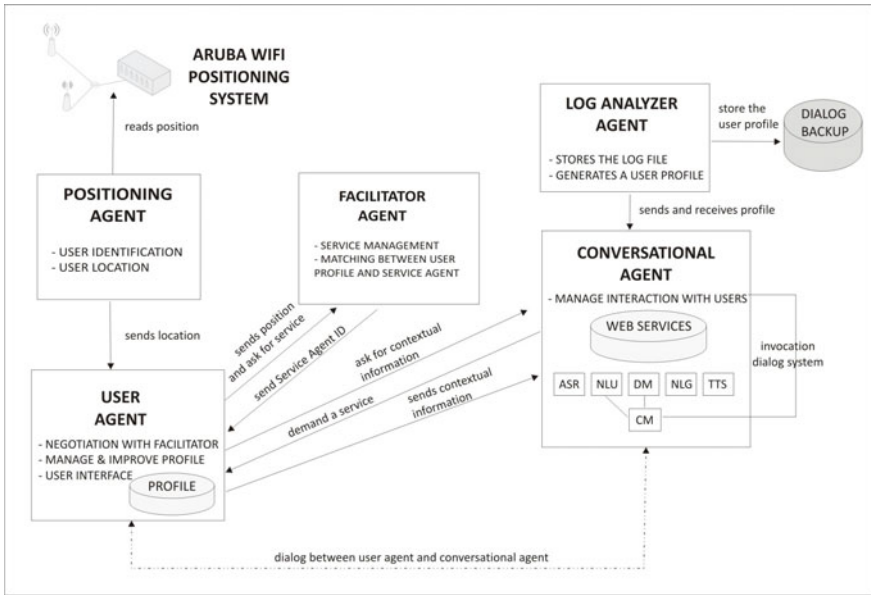 ARUBA WIFI
POSITIONING
SYSTEM
reads position
POSITIONING
AGENT
- USER IDENTIFICATION
- USER LOCATION
sends location
FACILITATOR
AGENT
- SERVICE MANAGEMENT
- MATCHING BETWEEN USER
PROFILE AND SERVICE AGENT
LOG ANALYZER
AGENT
- STORES THE LOG FILE
- GENERATES A USER PROFILE
store the
user profile
DIALOG
BACKUP
sends and receives profile
CONVERSATIONAL
AGENT
- MANAGE INTERACTION WITH USERS
WEB SERVICES
ASR
NLU
DM
NLG
TTS
CM
invocation
dialog system
sends position
and ask for service
send Service Agent ID
ask for contextual
information
demand a service
sends contextual
information
USER
AGENT
- NEGOTIATION WITH FACILITATOR
- MANAGE & IMPROVE PROFILE
- USER INTERFACE
PROFILE
dialog between user agent and conversational agent